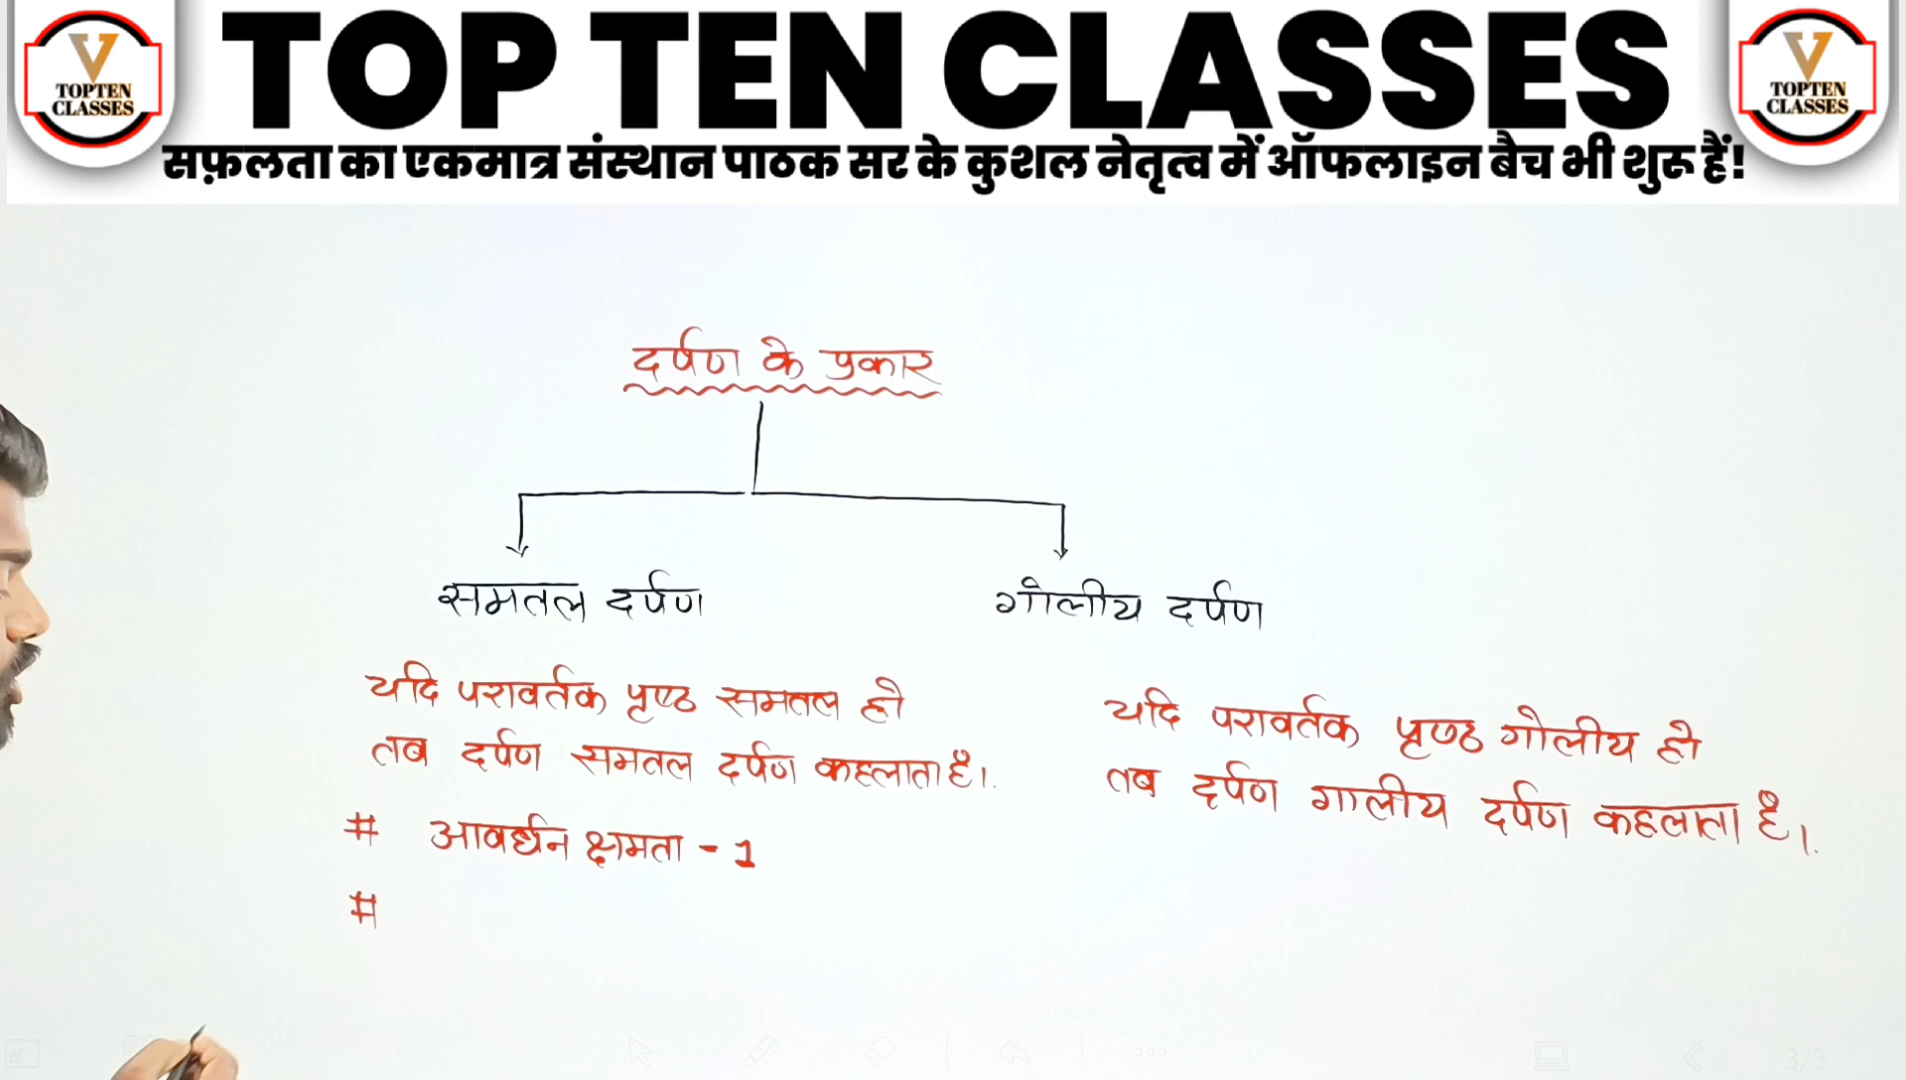 V
TOPTEN
CLASSES
TOP TEN CLASSES
V
TOPTEN
CLASSES
सफ़लता का एकमात्र संस्थान पाठक सर के कुशल नेतृत्व में ऑफलाइन बैच भी शुरू हैं!
दर्पण के प्रकार
समतल दर्पण
गोलीय दर्पण
यदि परावर्तक पृष्ठ समतल हो
तब दर्पण समतल दर्पण कहलाता है।
# आवर्धन क्षमता - 1
#
यदि परावर्तक पृष्ठ गोलीय हो
तब दर्पण गालीय दर्पण कहलाता है।
3/3